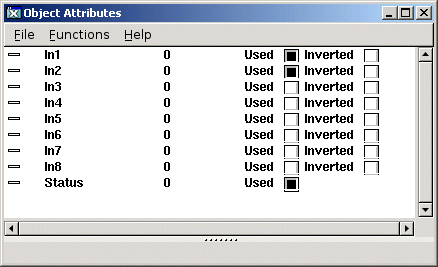 Object Attributes
File Functions Help
In1 0 Used Inverted
In2 0 Used Inverted
In3 0 Used Inverted
In4 0 Used Inverted
In5 0 Used Inverted
In6 0 Used Inverted
In7 0 Used Inverted
In8 0 Used Inverted
Status 0 Used